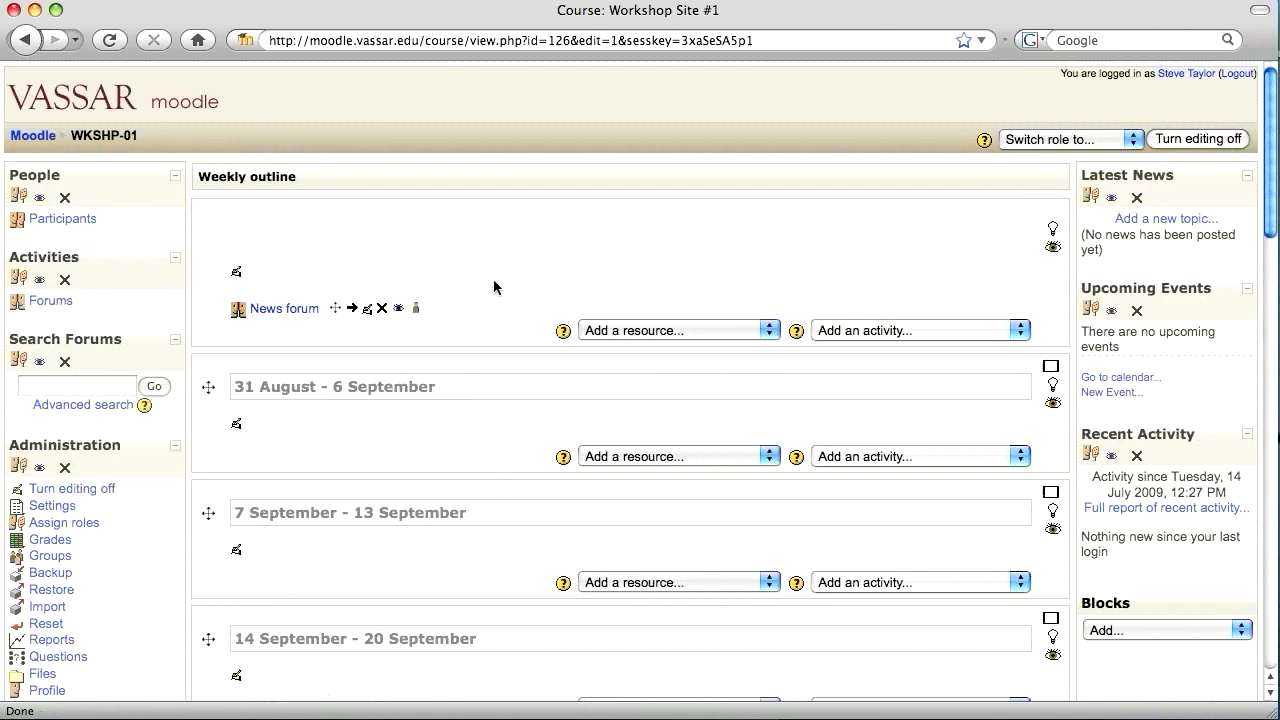 Course: Workshop Site #1
http://moodle.vassar.edu/course/view.php?id=126&edit=1&sesskey=3xaSeSA5p1
Google
You are logged in as Steve Taylor (Logout)
VASSAR moodle
Moodle WKSHP-01
Switch role to...
Turn editing off
People
Participants
Activities
Forums
Search Forums
Go
Advanced search
Administration
Turn editing off
Settings
Assign roles
Grades
Groups
Backup
Restore
Import
Reset
Reports
Questions
Files
Profile
Weekly outline
News forum
Add a resource...
Add an activity...
31 August - 6 September
Add a resource...
Add an activity...
7 September - 13 September
Add a resource...
Add an activity...
14 September - 20 September
Latest News
Add a new topic...
(No news has been posted
yet)
Upcoming Events
There are no upcoming
events
Go to calendar...
New Event...
Recent Activity
Activity since Tuesday, 14
July 2009, 12:27 PM
Full report of recent activity...
Nothing new since your last
login
Blocks
Add...
Done